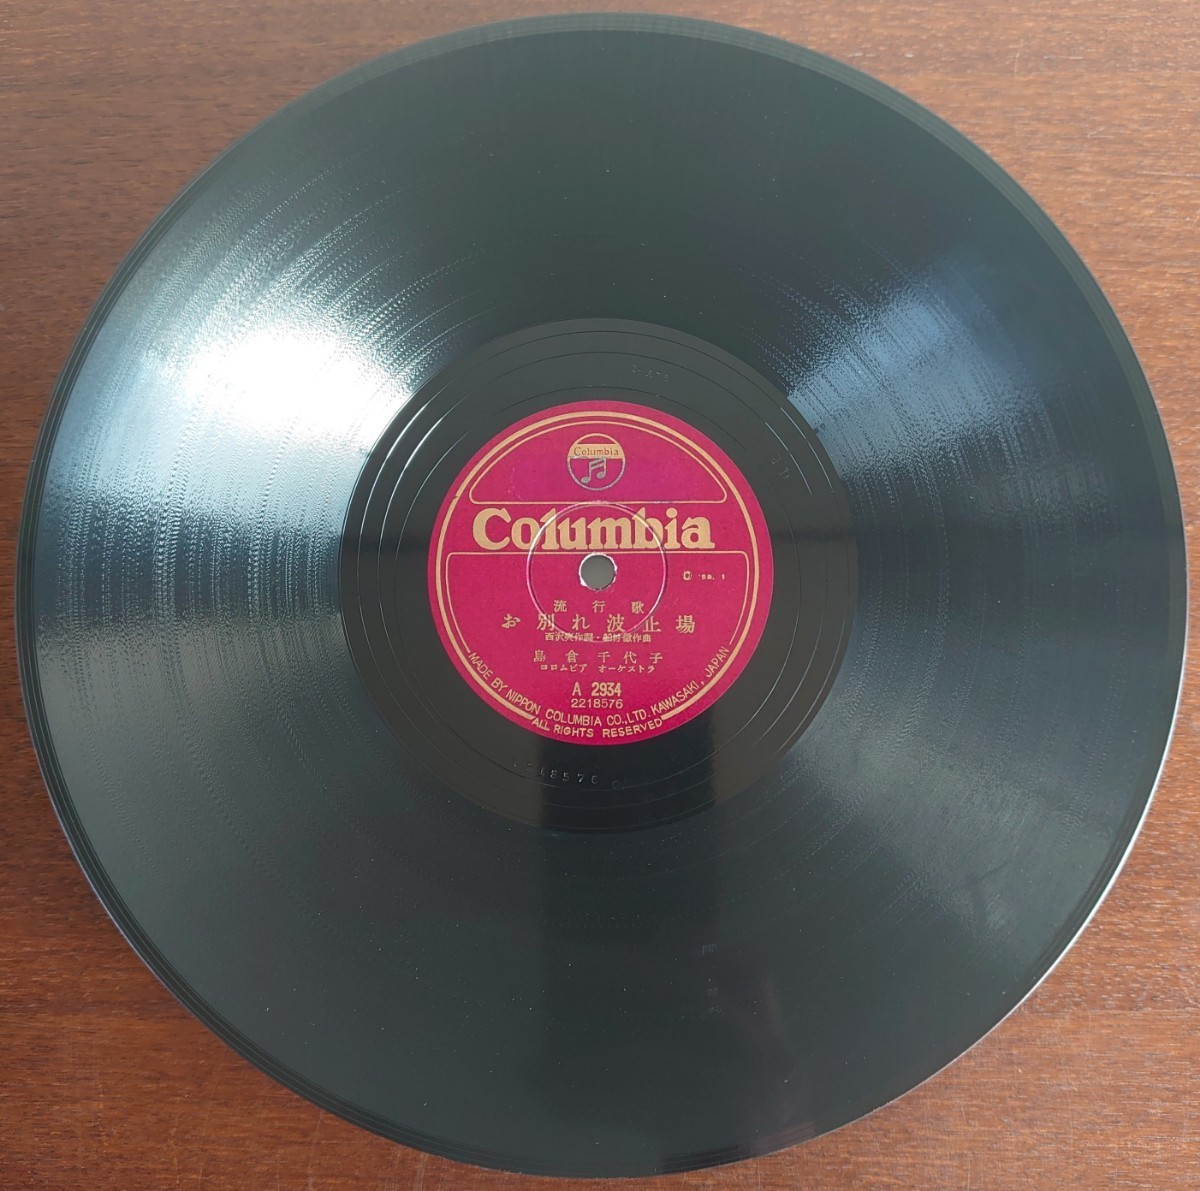 Columbia
Columbia
流行歌
お別れ波止場
西沢爽作詞・船村徹作曲
島倉千代子
コロムビア オーケストラ
A 2934
2218576
MADE BY NIPPON COLUMBIA CO.,LTD. KAWASAKI, JAPAN
ALL RIGHTS RESERVED